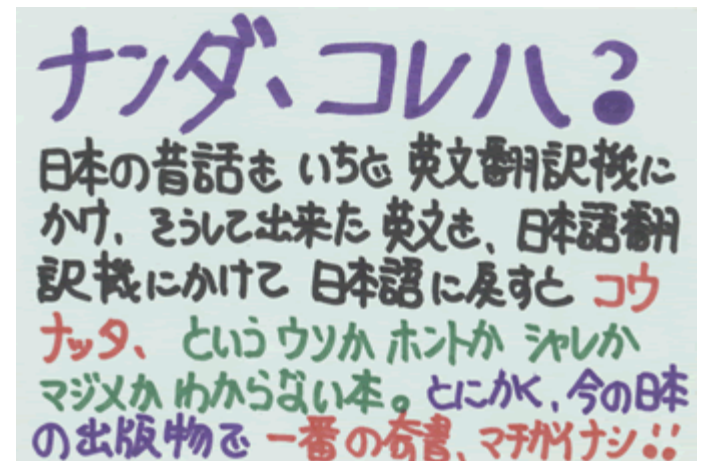 ナンダ、コレハ?
日本の昔話を いちど 英文翻訳機に
かけ、そうして出来た 英文を、日本語翻
訳機にかけて 日本語に戻すと コウ
ナッタ、というウソか ホントか シャレか
マジメか わからない本。とにかく、今の日本
の出版物で 一番の奇書、マチガイナシ!!